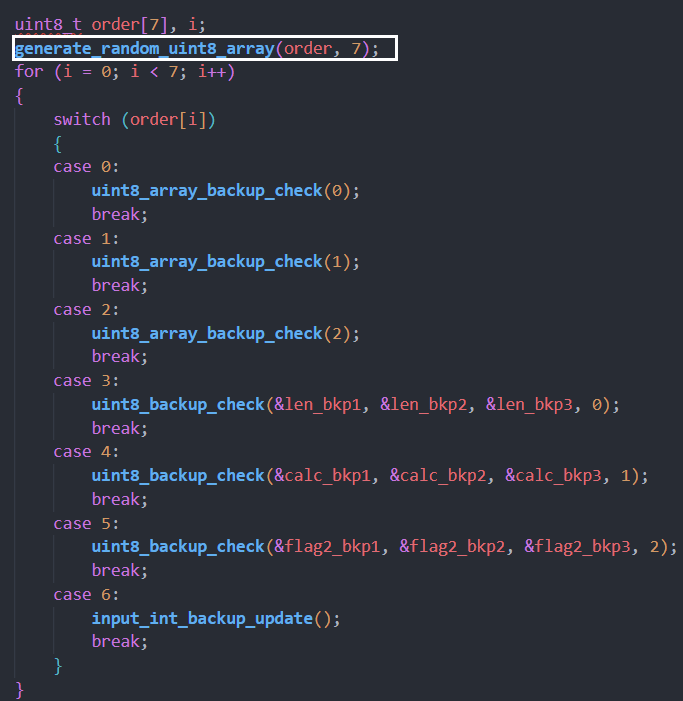 uint8_t order[7], i;
generate_random_uint8_array(order, 7);
for (i = 0; i < 7; i++)
{
    switch (order[i])
    {
    case 0:
        uint8_array_backup_check(0);
        break;
    case 1:
        uint8_array_backup_check(1);
        break;
    case 2:
        uint8_array_backup_check(2);
        break;
    case 3:
        uint8_backup_check(&len_bkp1, &len_bkp2, &len_bkp3, 0);
        break;
    case 4:
        uint8_backup_check(&calc_bkp1, &calc_bkp2, &calc_bkp3, 1);
        break;
    case 5:
        uint8_backup_check(&flag2_bkp1, &flag2_bkp2, &flag2_bkp3, 2);
        break;
    case 6:
        input_int_backup_update();
        break;
    }
}